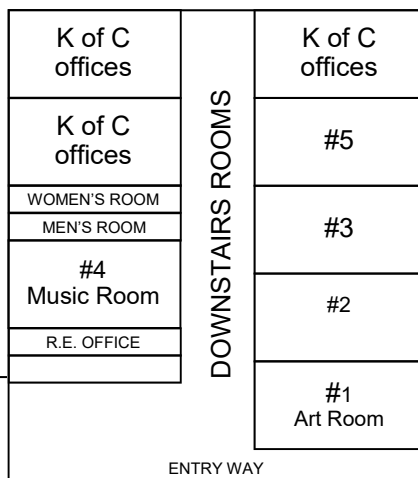 K of C
offices
K of C
offices
WOMEN'S ROOM
MEN'S ROOM
#4
Music Room
R.E. OFFICE
DOWNSTAIRS ROOMS
K of C
offices
#5
#3
#2
#1
Art Room
ENTRY WAY